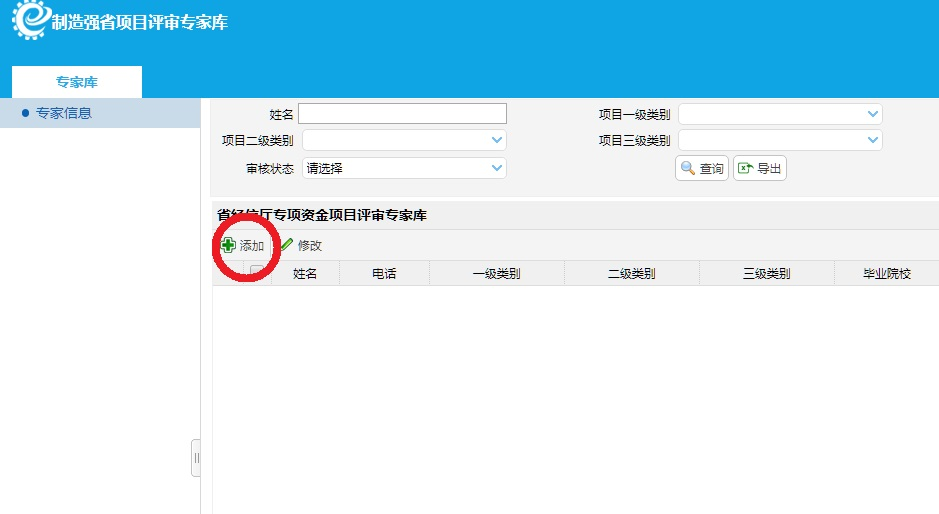 制造强省项目评审专家库
专家库
专家信息
姓名 项目一级类别
项目二级类别 项目三级类别
审核状态 请选择 查询 导出
省经信厅专项资金项目评审专家库
添加 修改
姓名 电话 一级类别 二级类别 三级类别 毕业院校